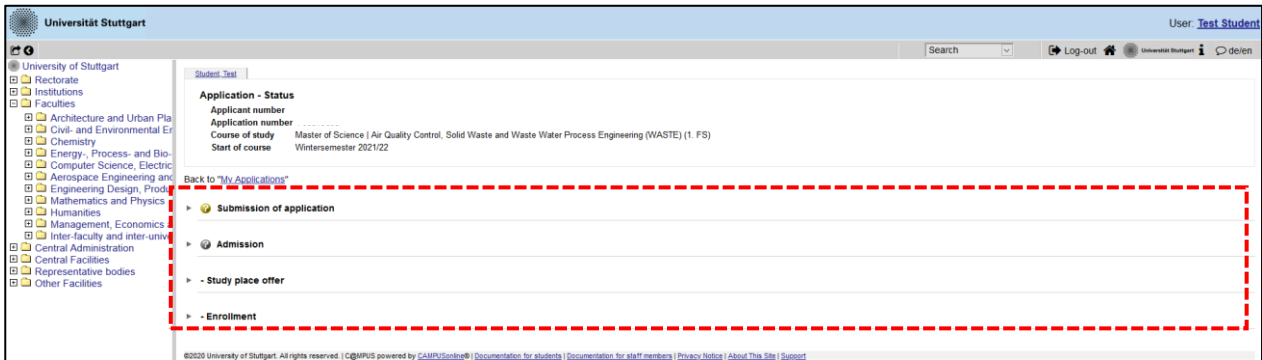 Universität Stuttgart
User: Test Student
Search
Log-out
Universität Stuttgart
de/en
University of Stuttgart
Rectorate
Institutions
Faculties
Architecture and Urban Pla
Civil- and Environmental Er
Chemistry
Energy-, Process- and Bio-
Computer Science, Electric
Aerospace Engineering and
Engineering Design, Produ
Mathematics and Physics
Humanities
Management, Economics a
Inter-faculty and inter-unive
Central Administration
Central Facilities
Representative bodies
Other Facilities
Student, Test
Application - Status
Applicant number
Application number
Course of study Master of Science | Air Quality Control, Solid Waste and Waste Water Process Engineering (WASTE) (1. FS)
Start of course Wintersemester 2021/22
Back to "My Applications"
Submission of application
Admission
- Study place offer
- Enrollment
©2020 University of Stuttgart. All rights reserved. | C@MPUS powered by CAMPUSonline® | Documentation for students | Documentation for staff members | Privacy Notice | About This Site | Support